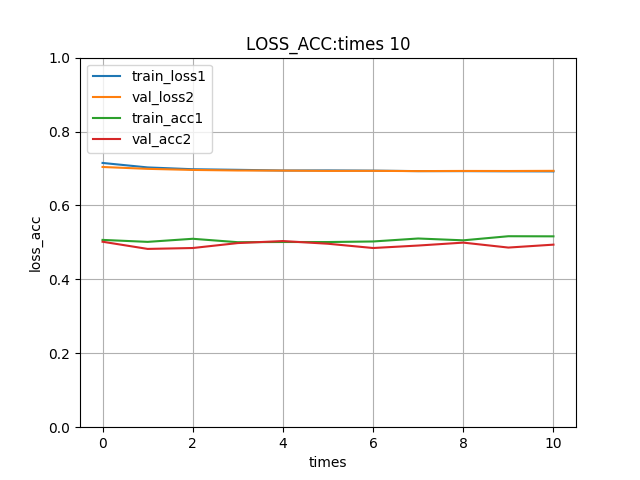 LOSS_ACC:times 10
train_loss1
val_loss2
train_acc1
val_acc2
loss_acc
1.0
0.8
0.6
0.4
0.2
0.0
0 2 4 6 8 10
times